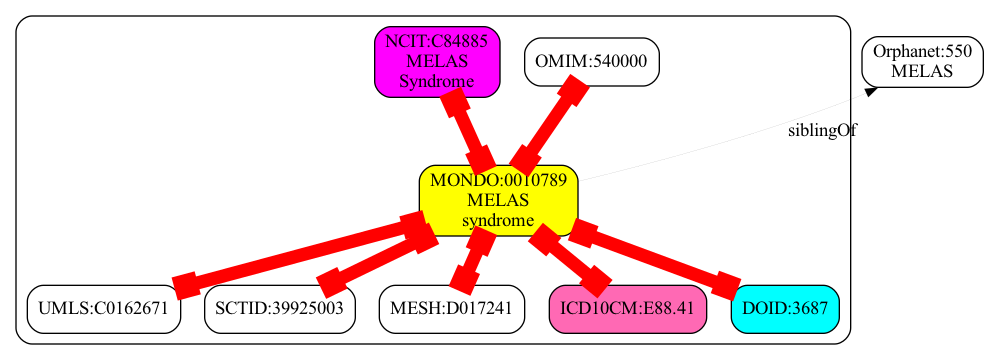 NCIT:C84885
MELAS
Syndrome
OMIM:540000
Orphanet:550
MELAS
siblingOf
MONDO:0010789
MELAS
syndrome
UMLS:C0162671
SCTID:39925003
MESH:D017241
ICD10CM:E88.41
DOID:3687